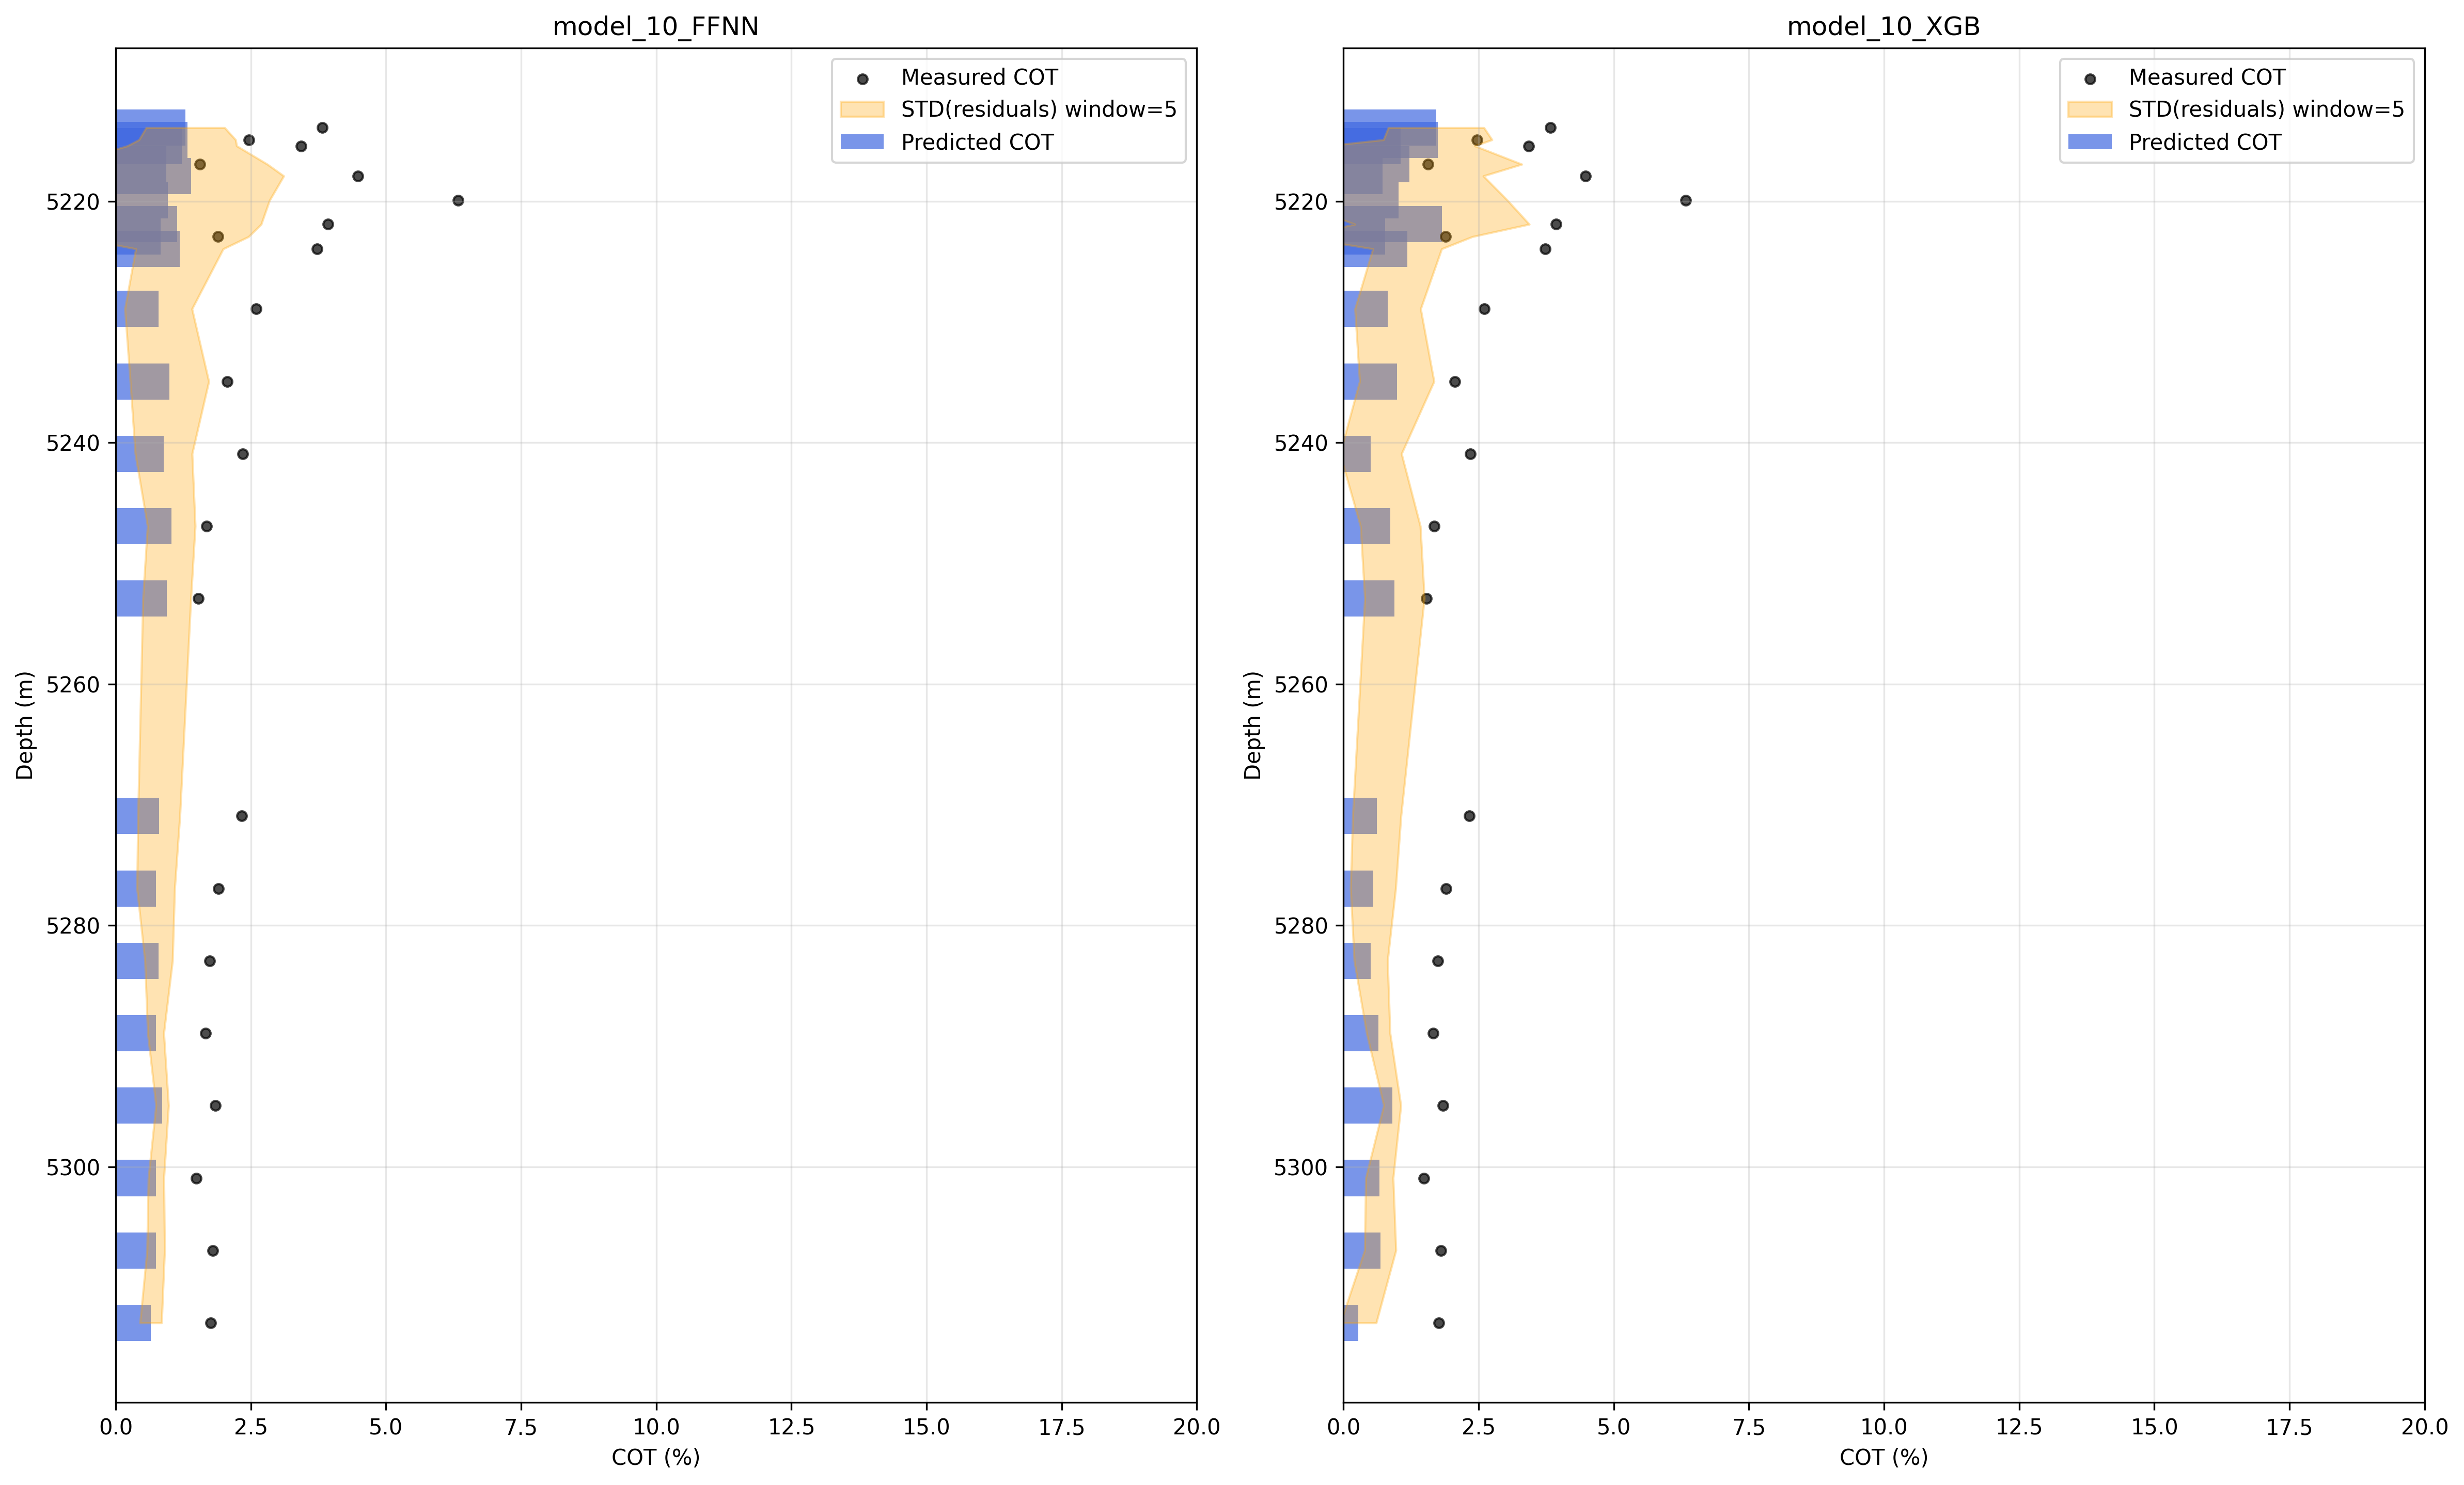 model_10_FFNN
Measured COT
STD(residuals) window=5
Predicted COT
5220
5240
5260
5280
5300
Depth (m)
0.0 2.5 5.0 7.5 10.0 12.5 15.0 17.5 20.0
COT (%)
model_10_XGB
Measured COT
STD(residuals) window=5
Predicted COT
5220
5240
5260
5280
5300
Depth (m)
0.0 2.5 5.0 7.5 10.0 12.5 15.0 17.5 20.0
COT (%)